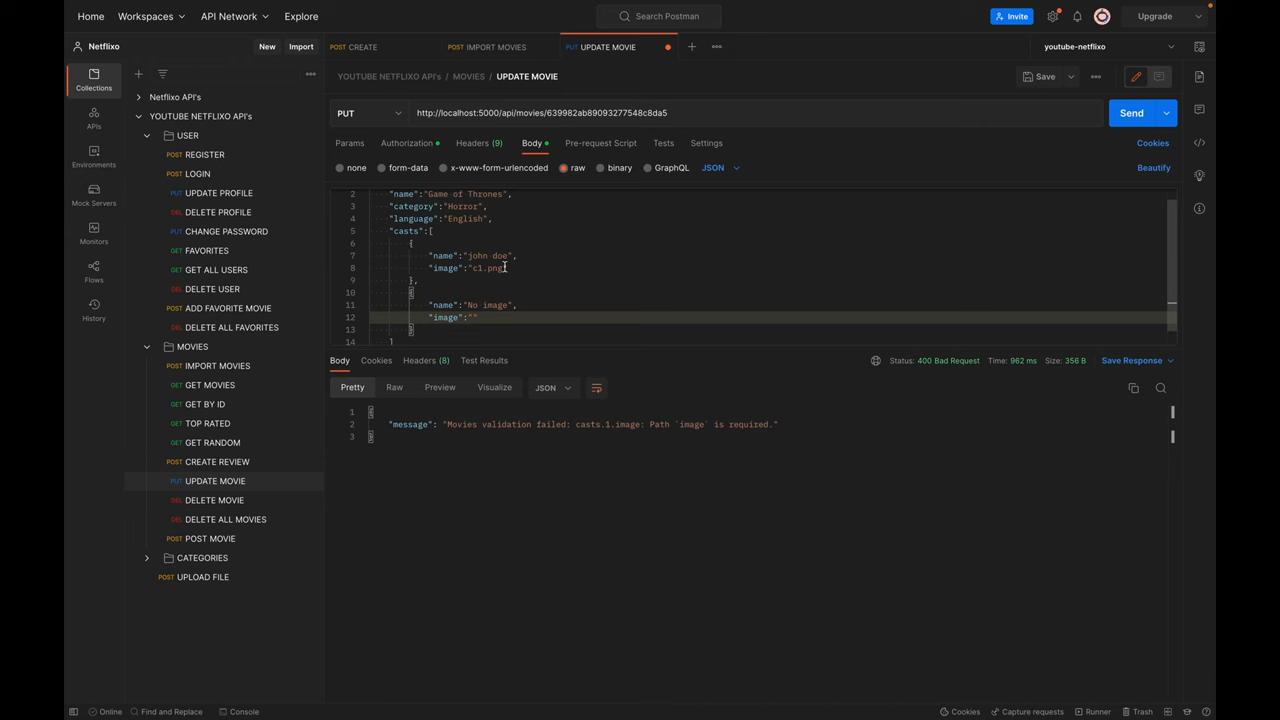 Home Workspaces API Network Explore Search Postman Invite Upgrade
Netflixo New Import POST CREATE POST IMPORT MOVIES PUT UPDATE MOVIE youtube-netflixo
Collections
APIs
Environments
Mock Servers
Monitors
Flows
History
Netflixo API's
YOUTUBE NETFLIXO API's
USER
POST REGISTER
POST LOGIN
PUT UPDATE PROFILE
DEL DELETE PROFILE
PUT CHANGE PASSWORD
GET FAVORITES
GET GET ALL USERS
DEL DELETE USER
POST ADD FAVORITE MOVIE
DEL DELETE ALL FAVORITES
MOVIES
POST IMPORT MOVIES
GET GET MOVIES
GET GET BY ID
GET TOP RATED
GET GET RANDOM
POST CREATE REVIEW
PUT UPDATE MOVIE
DEL DELETE MOVIE
DEL DELETE ALL MOVIES
POST POST MOVIE
CATEGORIES
POST UPLOAD FILE
YOUTUBE NETFLIXO API's / MOVIES / UPDATE MOVIE Save
PUT http://localhost:5000/api/movies/639982ab89093277548c8da5 Send
Params Authorization Headers (9) Body Pre-request Script Tests Settings Cookies
none form-data x-www-form-urlencoded raw binary GraphQL JSON Beautify
2 "name":"Game of Thrones",
3 "category":"Horror",
4 "language":"English",
5 "casts":[
6 {
7 "name":"john doe",
8 "image":"c1.png"
9 },
10 {
11 "name":"No image",
12 "image":""
13 }
14 ]
Body Cookies Headers (8) Test Results Status: 400 Bad Request Time: 962 ms Size: 356 B Save Response
Pretty Raw Preview Visualize JSON
1 {
2 "message": "Movies validation failed: casts.1.image: Path `image` is required."
3 }
Online Find and Replace Console Cookies Capture requests Runner Trash